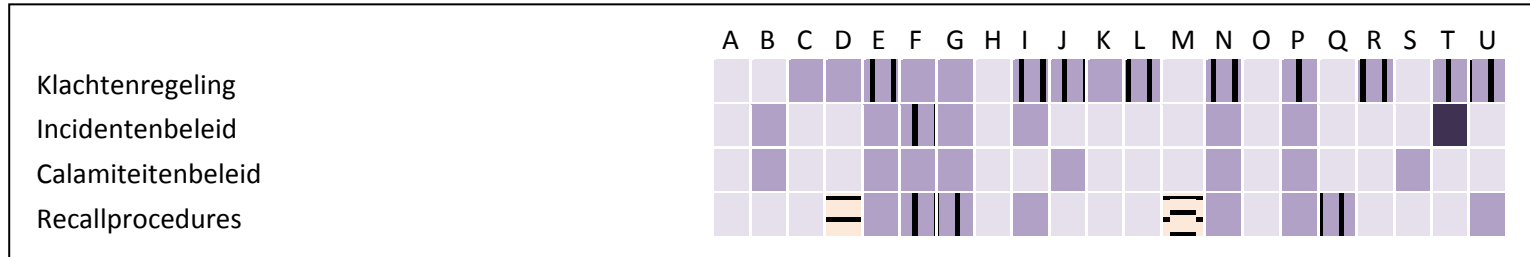 A B C D E F G H I J K L M N O P Q R S T U
Klachtenregeling
Incidentenbeleid
Calamiteitenbeleid
Recallprocedures